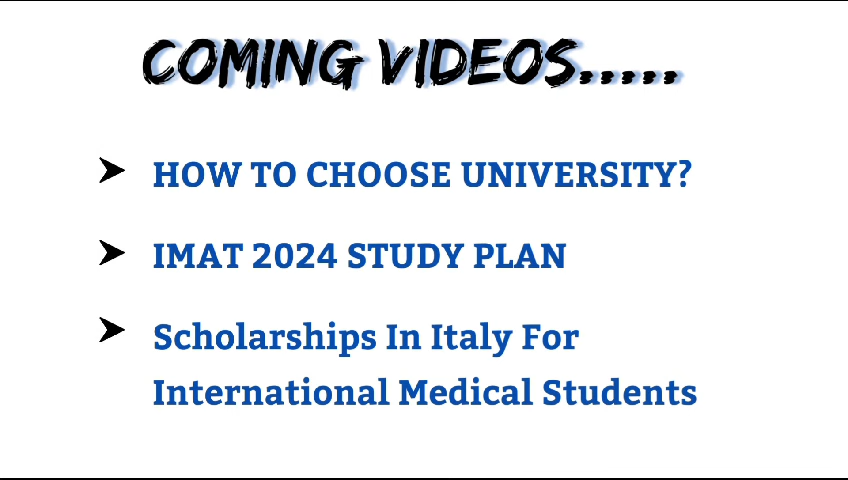 COMING VIDEOS.....
HOW TO CHOOSE UNIVERSITY?
IMAT 2024 STUDY PLAN
Scholarships In Italy For
International Medical Students